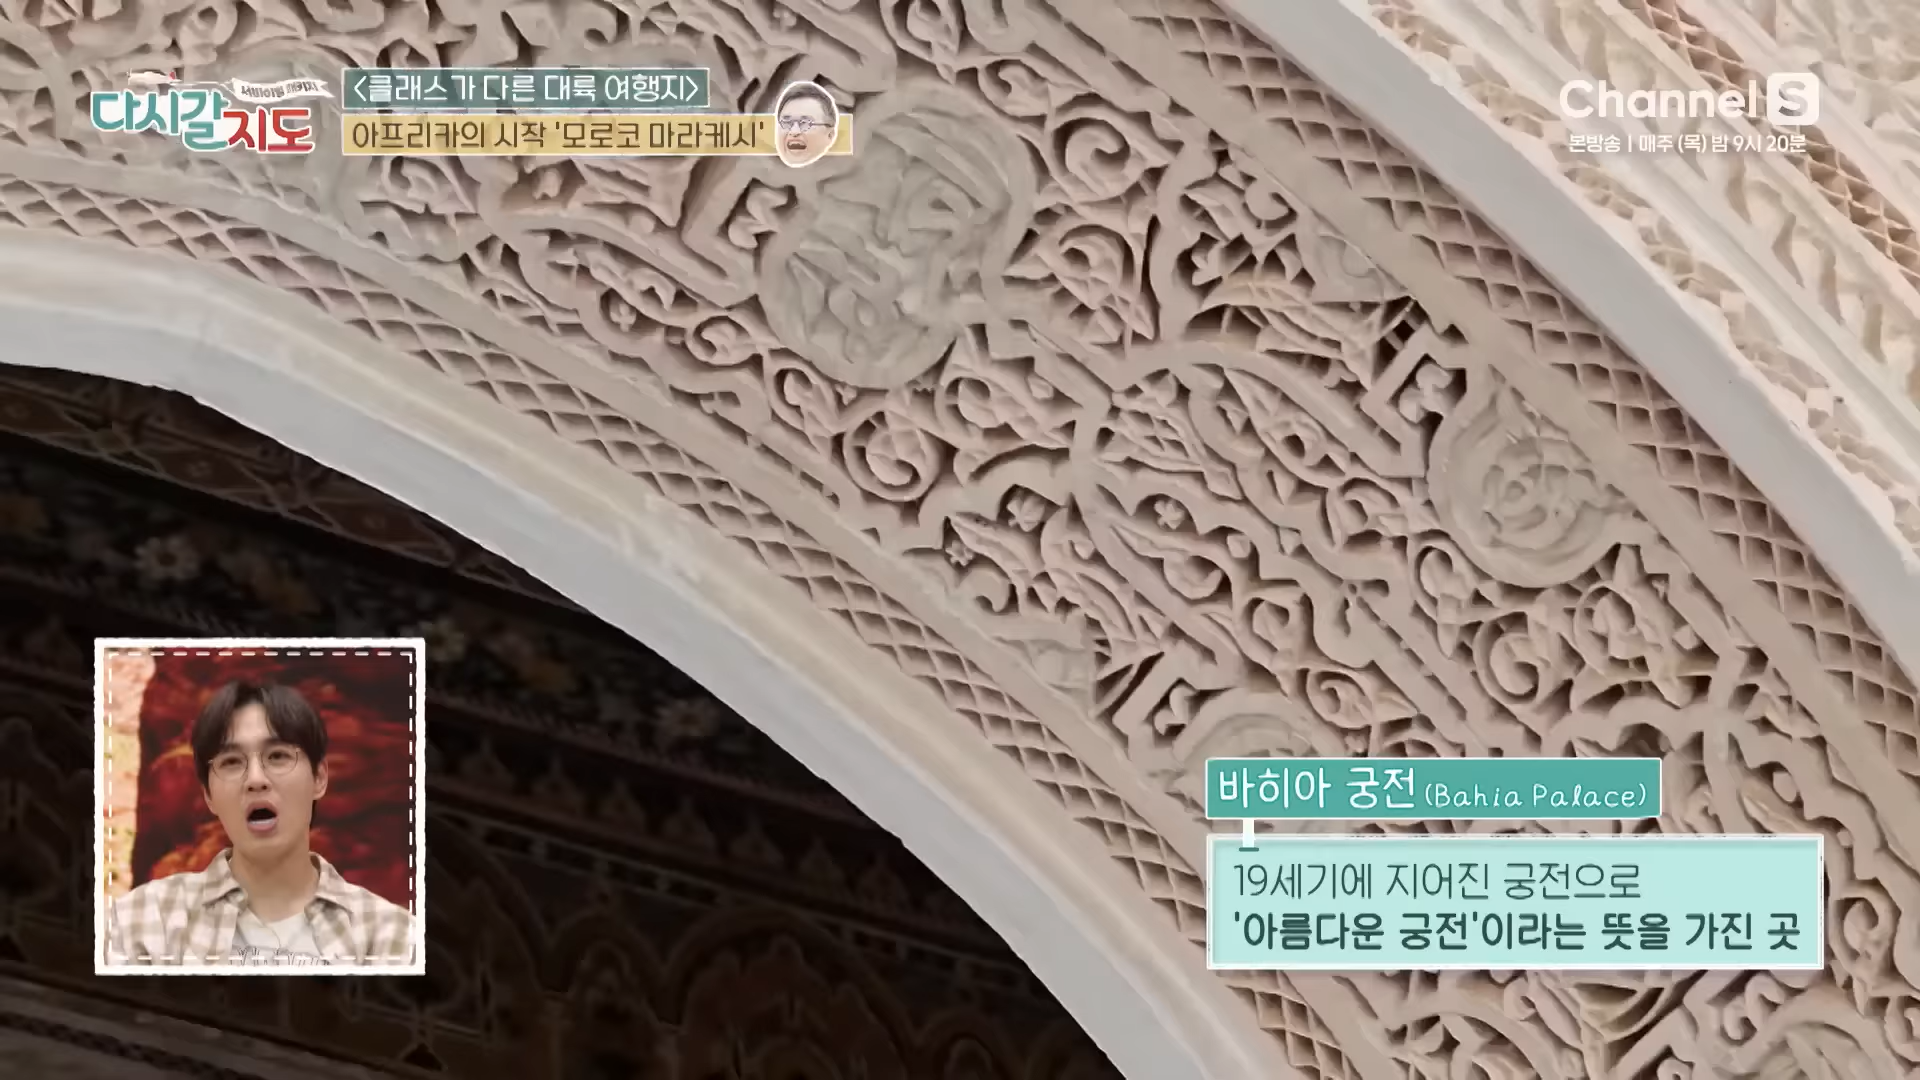 다시갈지도
<클래스가 다른 대륙 여행지>
아프리카의 시작 '모로코 마라케시'
Channel S
본방송 | 매주 (목) 밤 9시 20분
바히아 궁전 (Bahia Palace)
19세기에 지어진 궁전으로
'아름다운 궁전'이라는 뜻을 가진 곳